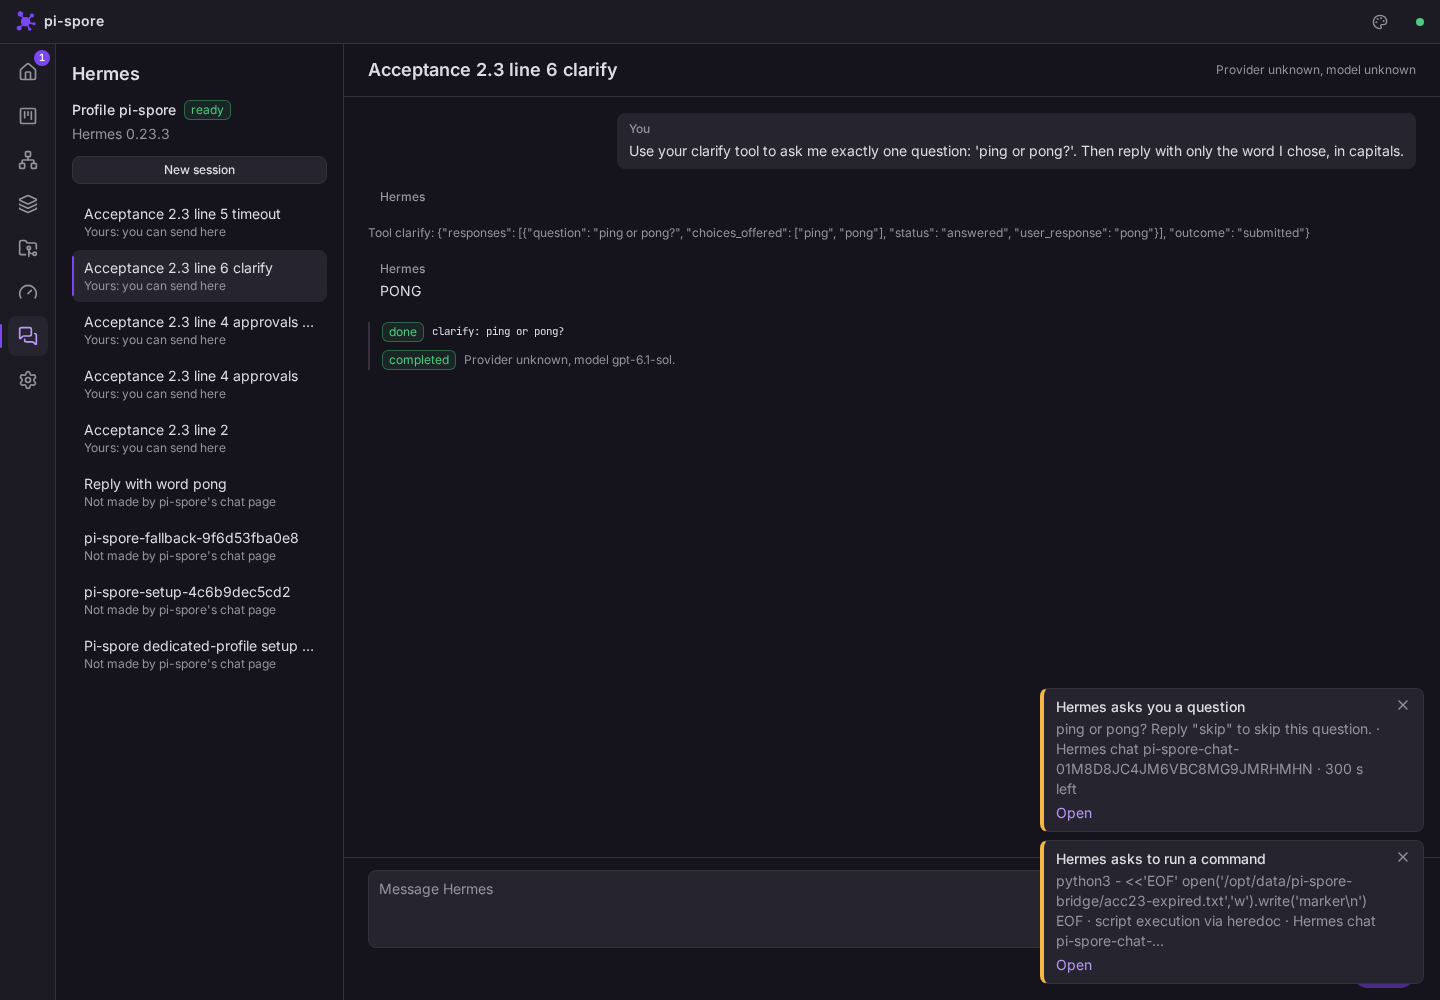 pi-spore
1
Hermes
Profile pi-spore ready
Hermes 0.23.3
New session
Acceptance 2.3 line 5 timeout
Yours: you can send here
Acceptance 2.3 line 6 clarify
Yours: you can send here
Acceptance 2.3 line 4 approvals ...
Yours: you can send here
Acceptance 2.3 line 4 approvals
Yours: you can send here
Acceptance 2.3 line 2
Yours: you can send here
Reply with word pong
Not made by pi-spore's chat page
pi-spore-fallback-9f6d53fba0e8
Not made by pi-spore's chat page
pi-spore-setup-4c6b9dec5cd2
Not made by pi-spore's chat page
Pi-spore dedicated-profile setup ...
Not made by pi-spore's chat page
Acceptance 2.3 line 6 clarify
Provider unknown, model unknown
You
Use your clarify tool to ask me exactly one question: 'ping or pong?'. Then reply with only the word I chose, in capitals.
Hermes
Tool clarify: {"responses": [{"question": "ping or pong?", "choices_offered": ["ping", "pong"], "status": "answered", "user_response": "pong"}], "outcome": "submitted"}
Hermes
PONG
done clarify: ping or pong?
completed Provider unknown, model gpt-6.1-sol.
Message Hermes
Hermes asks you a question
ping or pong? Reply "skip" to skip this question. ·
Hermes chat pi-spore-chat-
01M8D8JC4JM6VBC8MG9JMRHMHN · 300 s
left
Open
Hermes asks to run a command
python3 - <<'EOF' open('/opt/data/pi-spore-
bridge/acc23-expired.txt','w').write('marker\n')
EOF · script execution via heredoc · Hermes chat
pi-spore-chat-...
Open